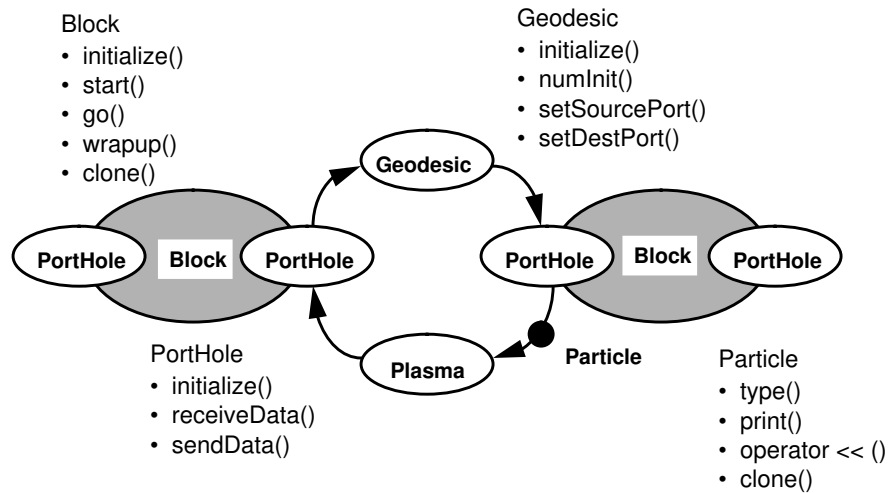 Block
• initialize()
• start()
• go()
• wrapup()
• clone()
Geodesic
• initialize()
• numInit()
• setSourcePort()
• setDestPort()
Geodesic
PortHole
Block
PortHole
PortHole
Block
PortHole
Plasma
Particle
PortHole
• initialize()
• receiveData()
• sendData()
Particle
• type()
• print()
• operator << ()
• clone()